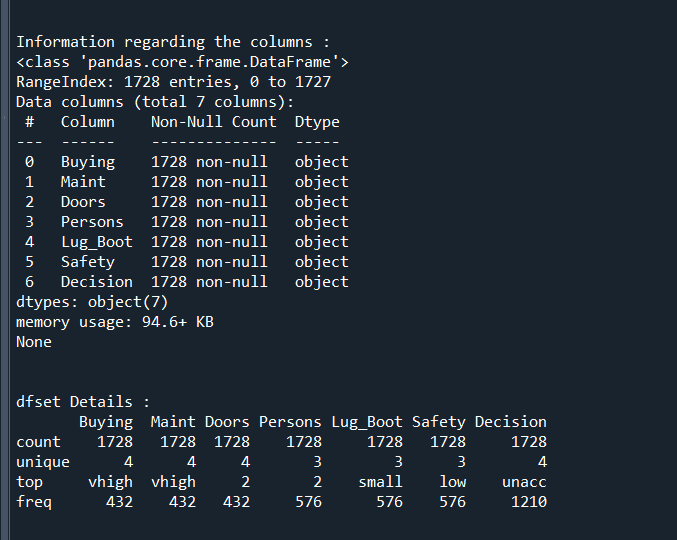 Information regarding the columns :
<class 'pandas.core.frame.DataFrame'>
RangeIndex: 1728 entries, 0 to 1727
Data columns (total 7 columns):
 #   Column    Non-Null Count  Dtype
---  ------    --------------  -----
 0   Buying    1728 non-null   object
 1   Maint     1728 non-null   object
 2   Doors     1728 non-null   object
 3   Persons   1728 non-null   object
 4   Lug_Boot  1728 non-null   object
 5   Safety    1728 non-null   object
 6   Decision  1728 non-null   object
dtypes: object(7)
memory usage: 94.6+ KB
None
dfset Details :
       Buying  Maint Doors Persons Lug_Boot Safety Decision
count    1728   1728  1728    1728     1728   1728     1728
unique      4      4     4       3        3      3        4
top     vhigh  vhigh     2       2    small    low    unacc
freq      432    432   432     576      576    576     1210